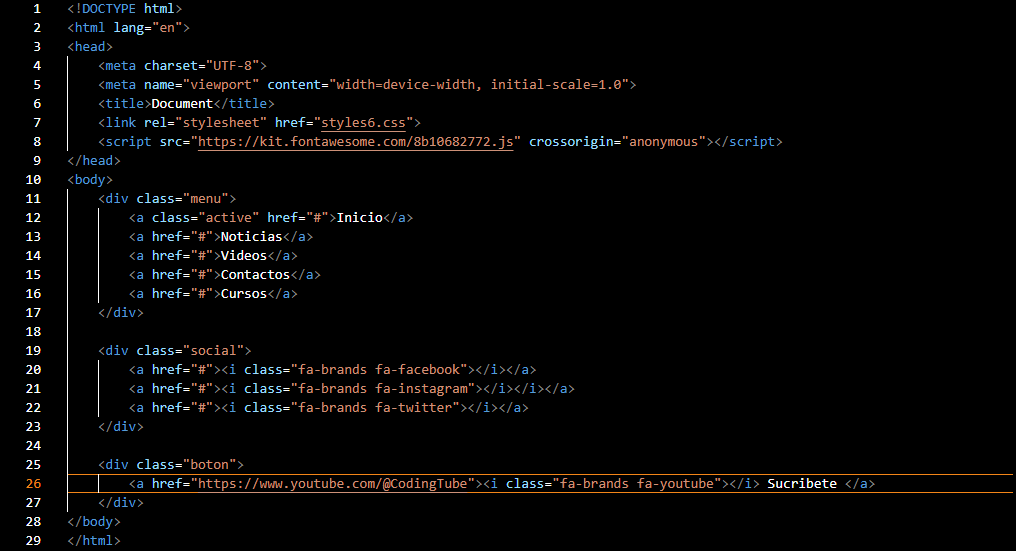 1 <!DOCTYPE html>
2 <html lang="en">
3 <head>
4     <meta charset="UTF-8">
5     <meta name="viewport" content="width=device-width, initial-scale=1.0">
6     <title>Document</title>
7     <link rel="stylesheet" href="styles6.css">
8     <script src="https://kit.fontawesome.com/8b10682772.js" crossorigin="anonymous"></script>
9 </head>
10 <body>
11     <div class="menu">
12         <a class="active" href="#">Inicio</a>
13         <a href="#">Noticias</a>
14         <a href="#">Videos</a>
15         <a href="#">Contactos</a>
16         <a href="#">Cursos</a>
17     </div>
18
19     <div class="social">
20         <a href="#"><i class="fa-brands fa-facebook"></i></a>
21         <a href="#"><i class="fa-brands fa-instagram"></i></i></a>
22         <a href="#"><i class="fa-brands fa-twitter"></i></a>
23     </div>
24
25     <div class="boton">
26         <a href="https://www.youtube.com/@CodingTube"><i class="fa-brands fa-youtube"></i> Sucribete </a>
27     </div>
28 </body>
29 </html>